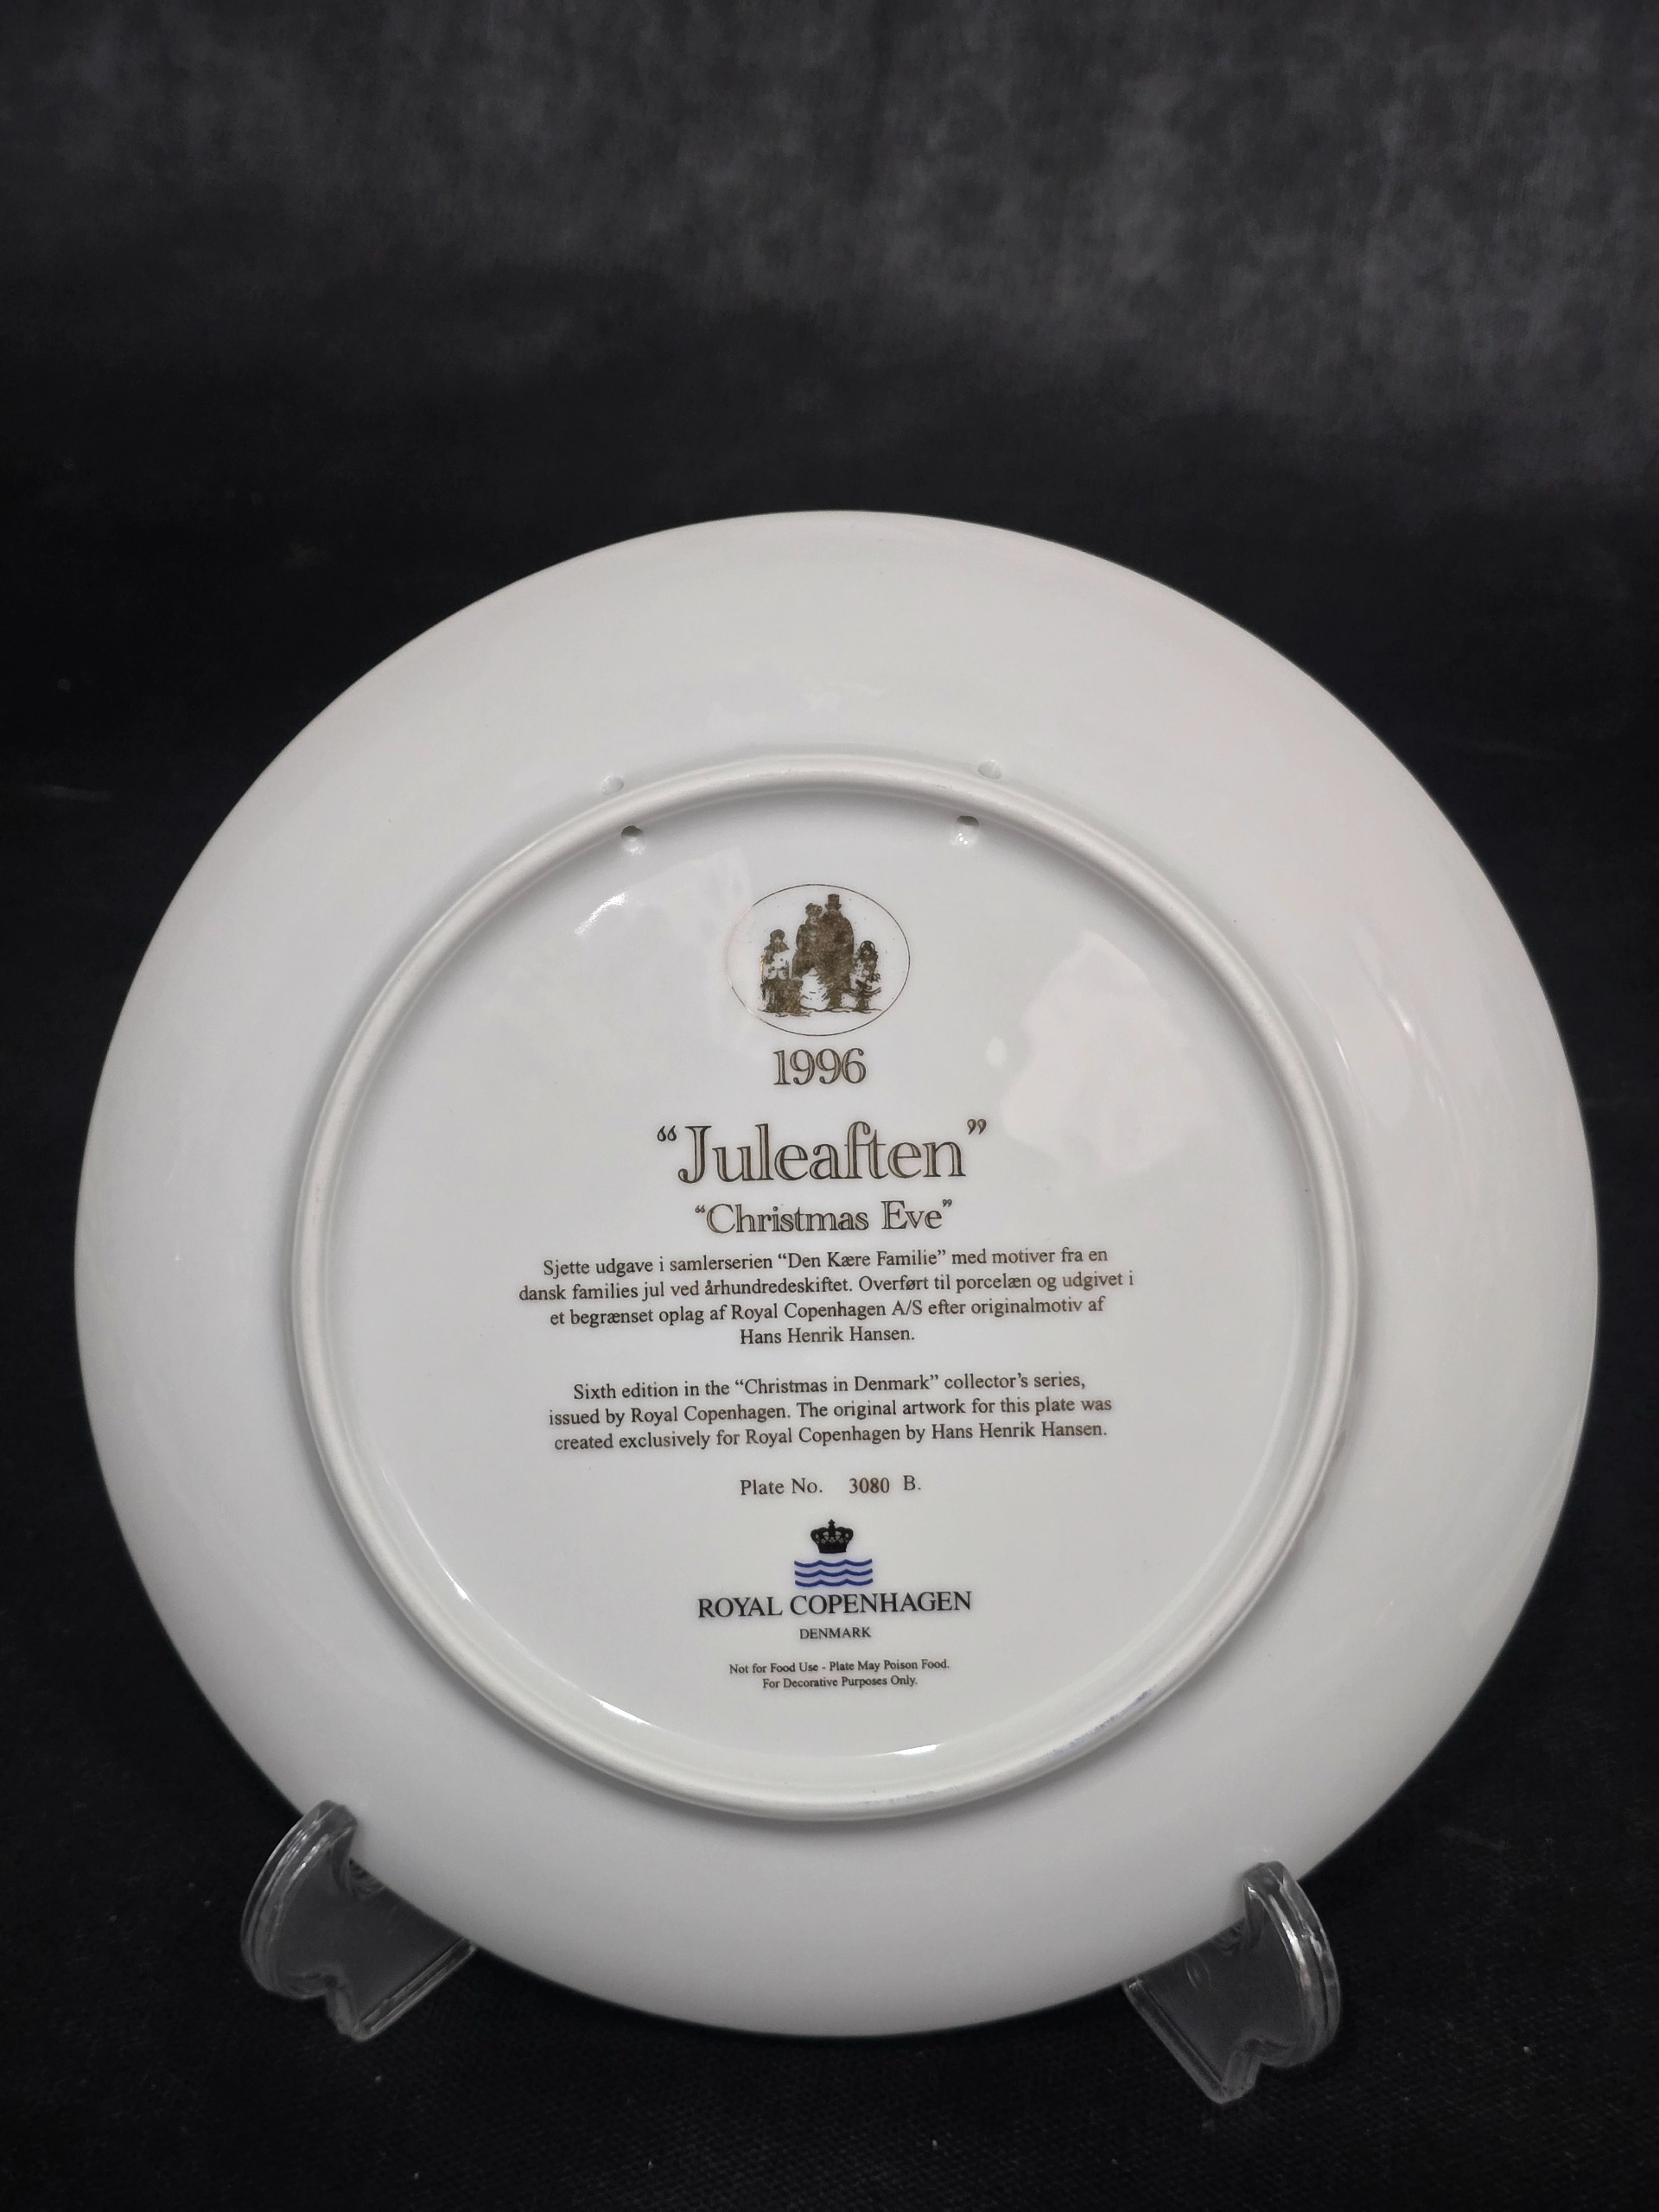 1996
“Juleaften”
“Christmas Eve”
Sjette udgave i samlerserien “Den Kære Familie” med motiver fra en
dansk families jul ved århundredeskiftet. Overført til porcelæn og udgivet i
et begrænset oplag af Royal Copenhagen A/S efter originalmotiv af
Hans Henrik Hansen.
Sixth edition in the “Christmas in Denmark” collector’s series,
issued by Royal Copenhagen. The original artwork for this plate was
created exclusively for Royal Copenhagen by Hans Henrik Hansen.
Plate No. 3080 B.
ROYAL COPENHAGEN
DENMARK
Not for Food Use - Plate May Poison Food.
For Decorative Purposes Only.